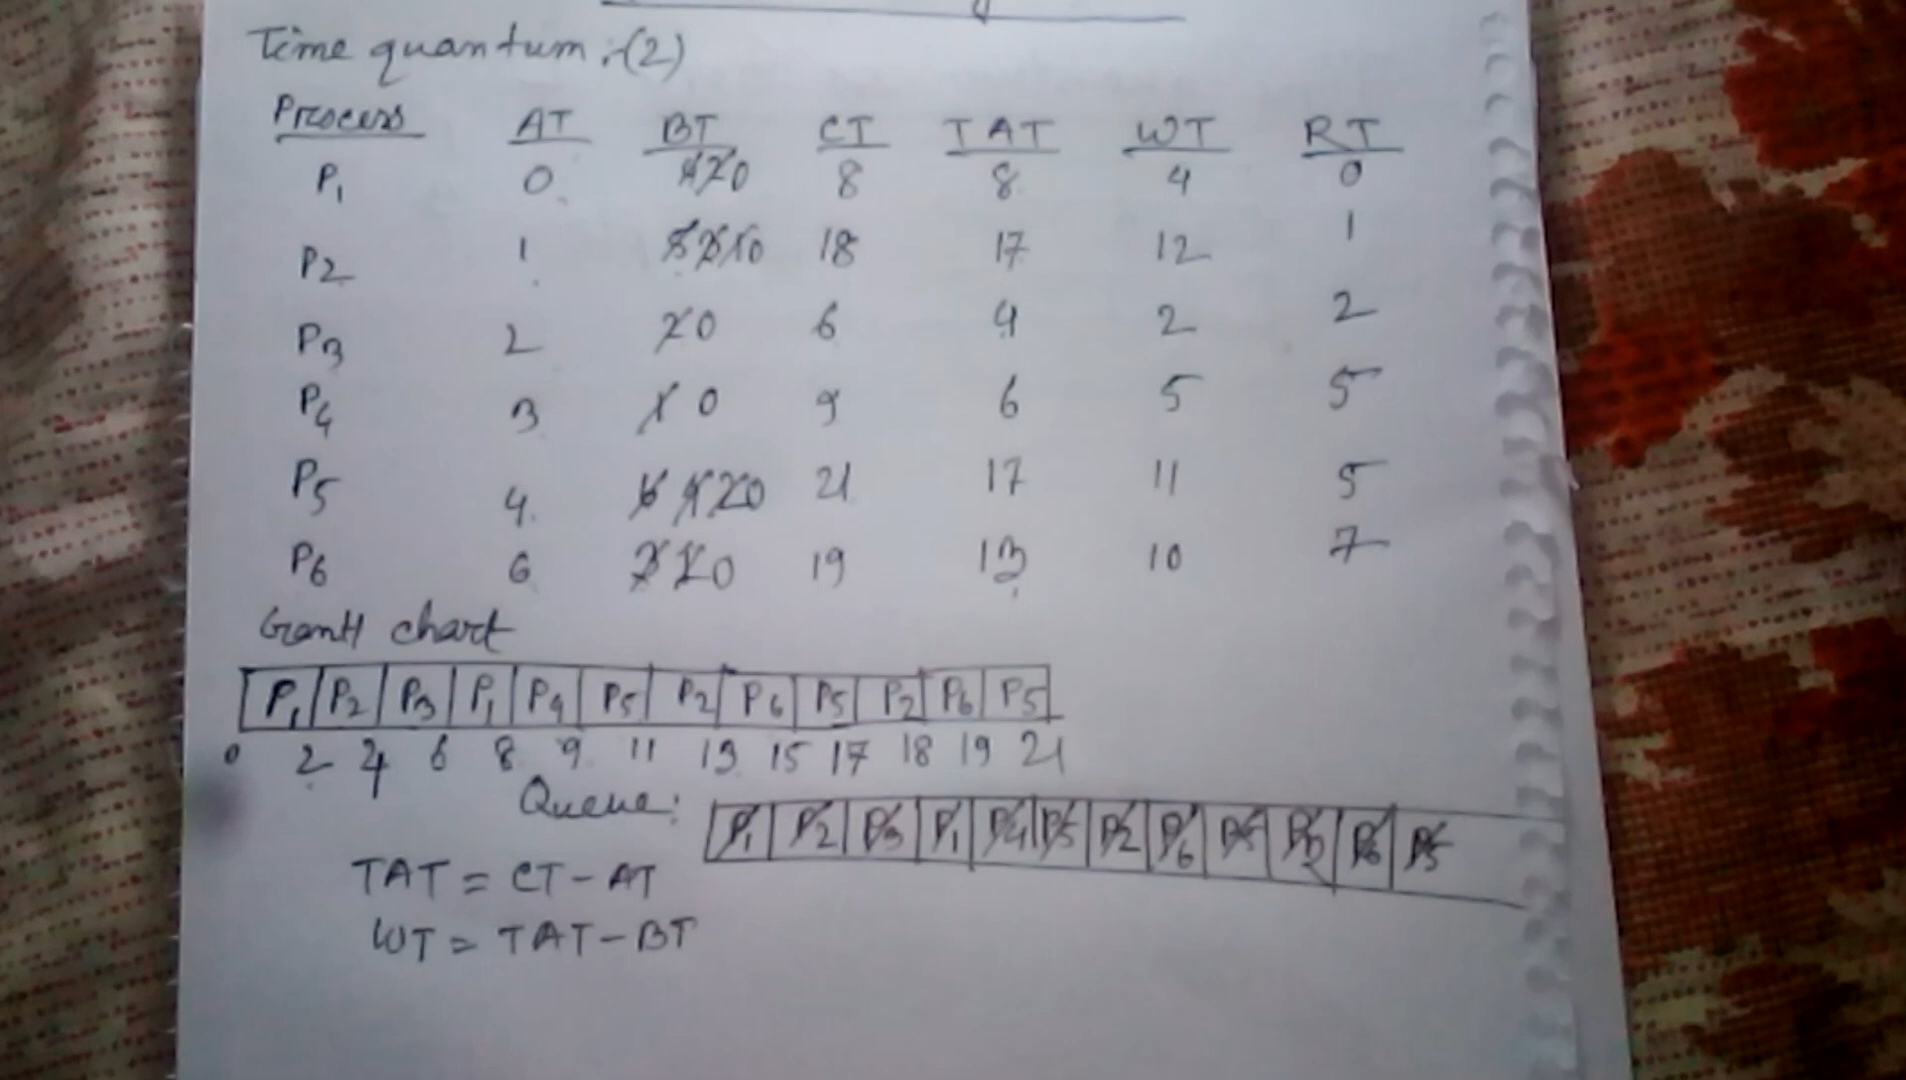 Time quantum :-(2)
Process AT BT CT TAT WT RT
P1 0 4 2 0 8 8 4 0
P2 1 5 3 1 0 18 17 12 1
P3 2 2 0 6 4 2 2
P4 3 1 0 9 6 5 5
P5 4 6 4 2 0 21 17 11 5
P6 6 3 1 0 19 13 10 7
Gantt chart
P1 P2 P3 P1 P4 P5 P2 P6 P5 P2 P6 P5
0 2 4 6 8 9 11 13 15 17 18 19 21
Queue: P1 P2 P3 P1 P4 P5 P2 P6 P5 P2 P6 P5
TAT = CT - AT
WT = TAT - BT